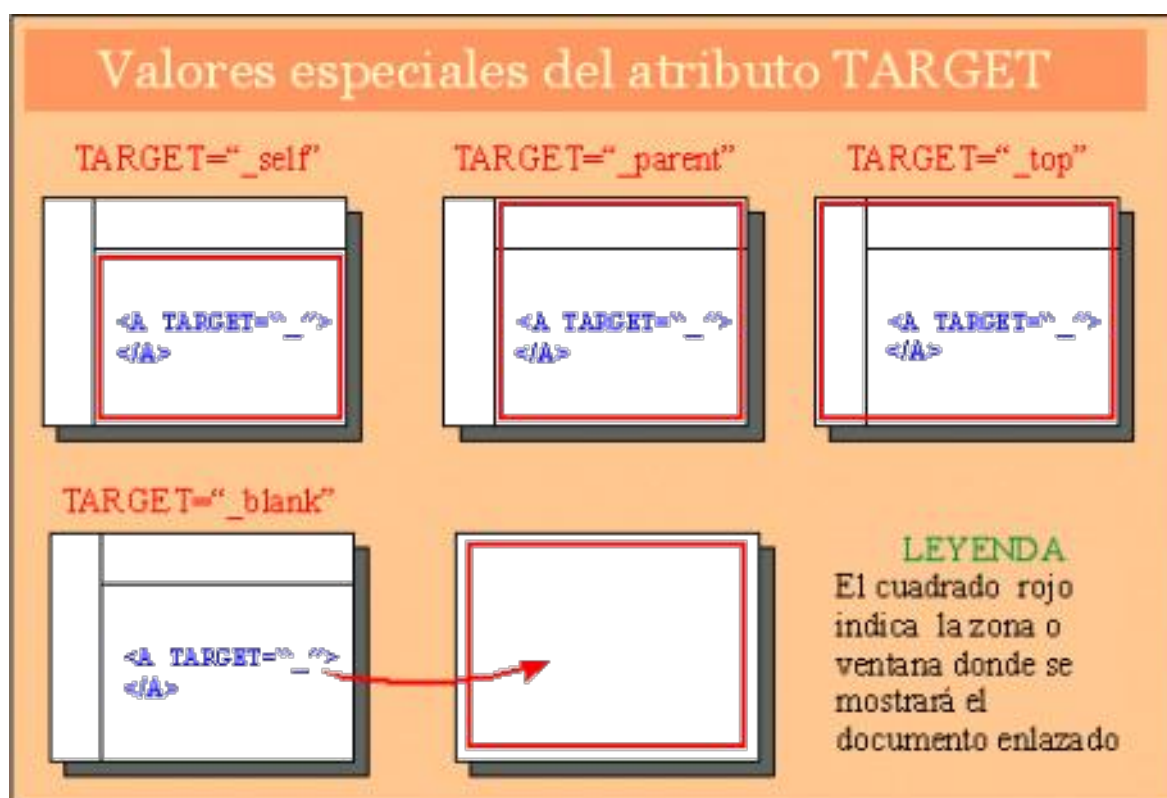 Valores especiales del atributo TARGET
TARGET=“_self”
TARGET=“_parent”
TARGET=“_top”
<A TARGET=“_“>
</A>
<A TARGET=“_“>
</A>
<A TARGET=“_“>
</A>
TARGET=“_blank”
<A TARGET=“_“>
</A>
LEYENDA
El cuadrado rojo
indica la zona o
ventana donde se
mostrará el
documento enlazado